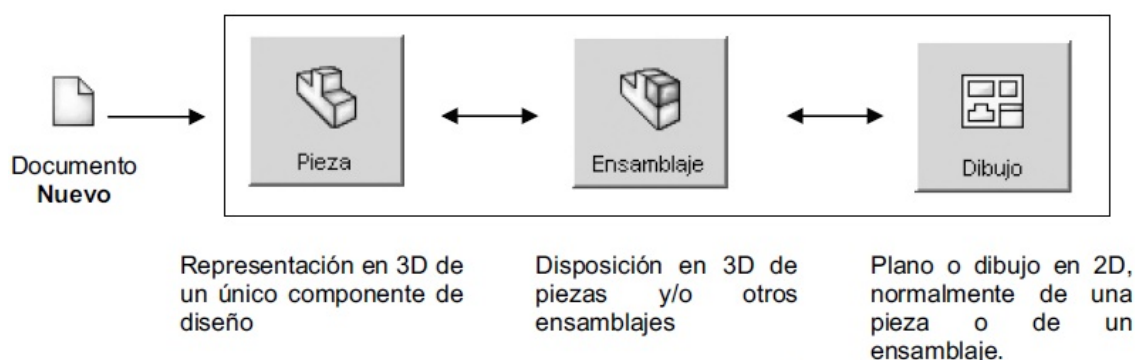 Documento
Nuevo
Pieza
Ensamblaje
Dibujo
Representación en 3D de
un único componente de
diseño
Disposición en 3D de
piezas y/o otros
ensamblajes
Plano o dibujo en 2D,
normalmente de una
pieza o de un
ensamblaje.